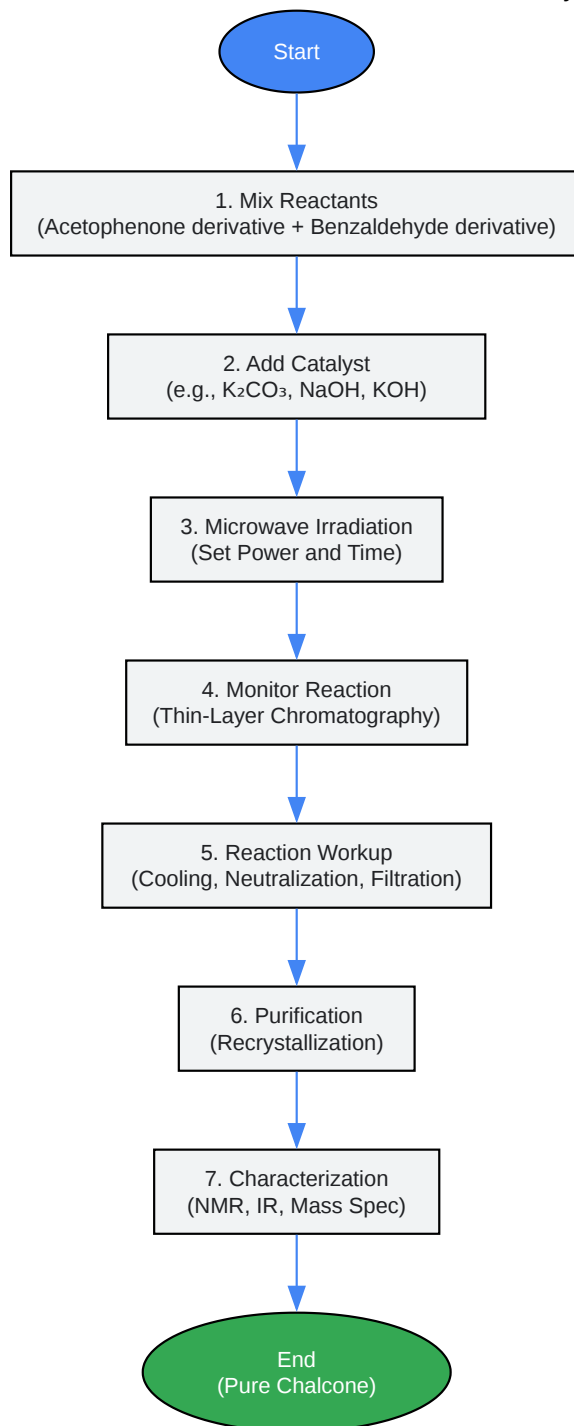 Start
1. Mix Reactants
(Acetophenone derivative + Benzaldehyde derivative)
2. Add Catalyst
(e.g., K₂CO₃, NaOH, KOH)
3. Microwave Irradiation
(Set Power and Time)
4. Monitor Reaction
(Thin-Layer Chromatography)
5. Reaction Workup
(Cooling, Neutralization, Filtration)
6. Purification
(Recrystallization)
7. Characterization
(NMR, IR, Mass Spec)
End
(Pure Chalcone)